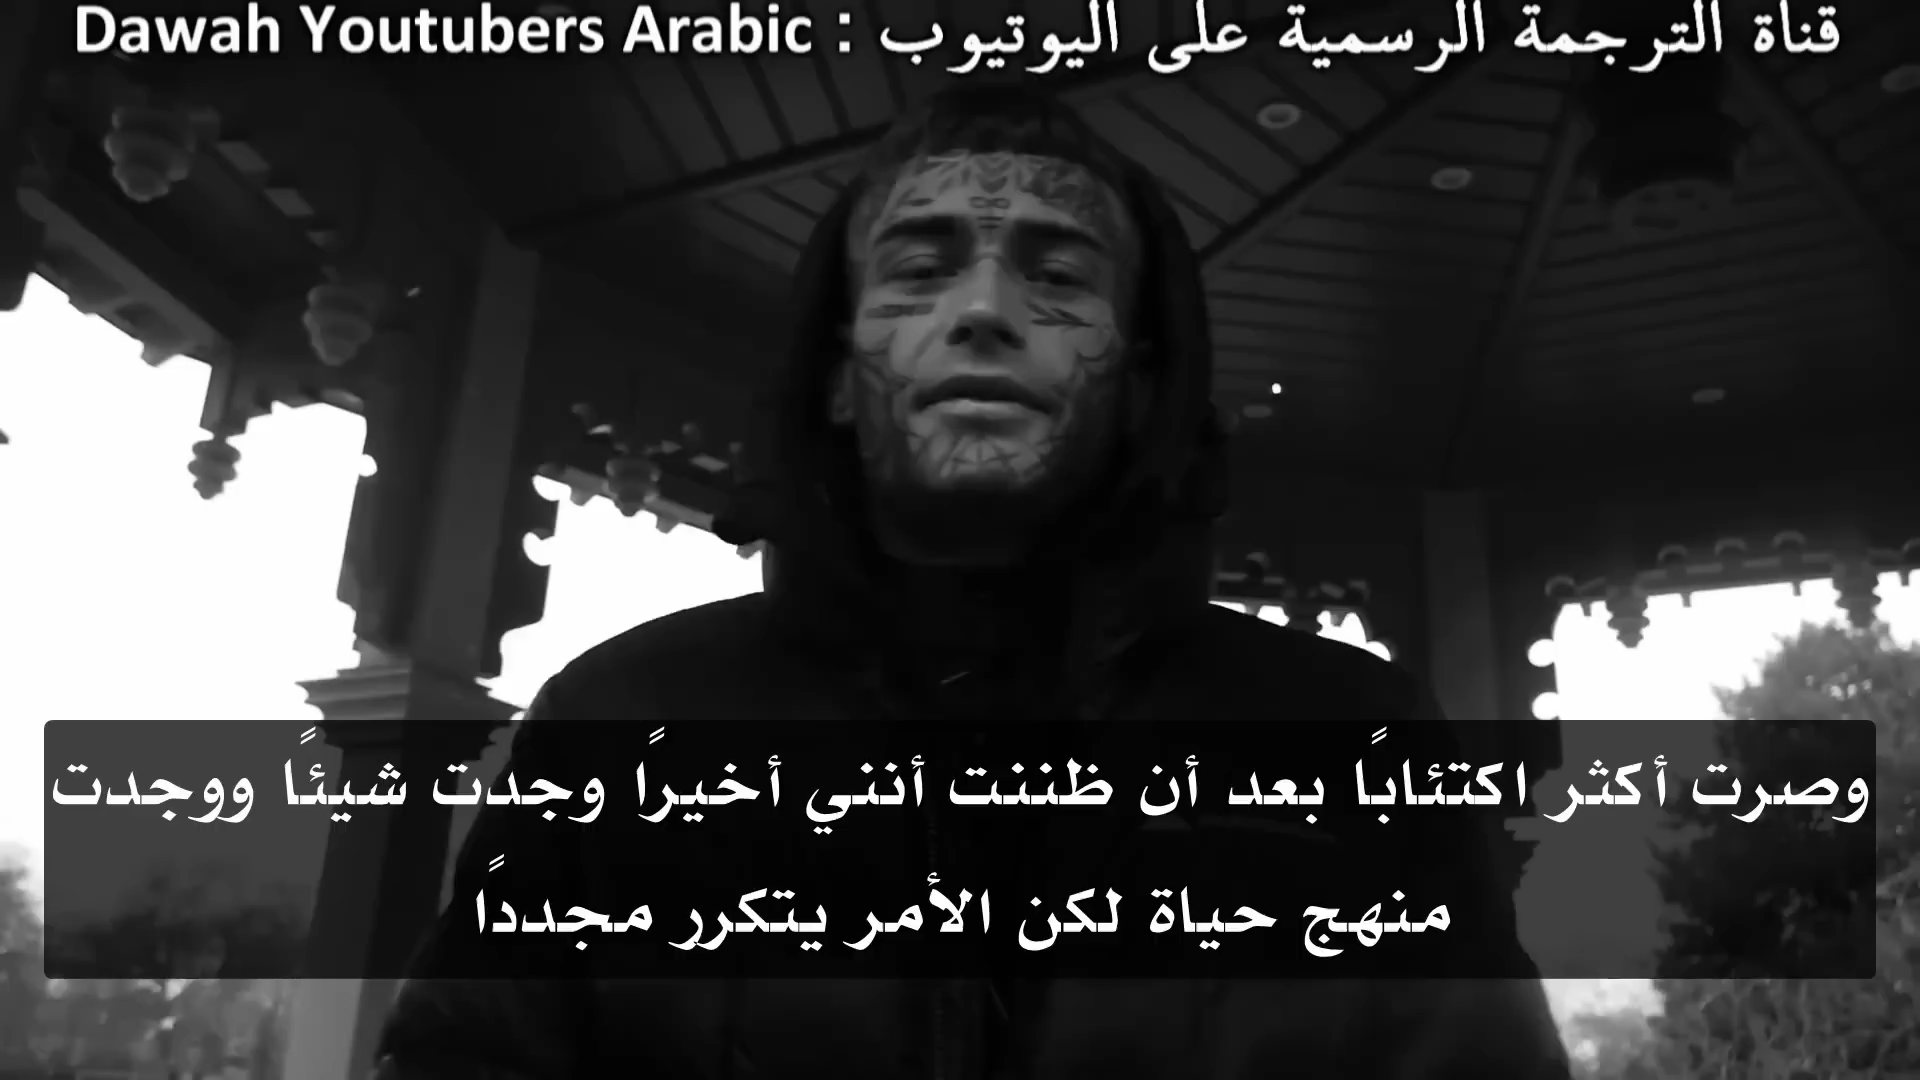 قناة الترجمة الرسمية على اليوتيوب : Dawah Youtubers Arabic
وصرت أكثر اكتئاباً بعد أن ظننت أنني أخيراً وجدت شيئاً ووجدت
منهج حياة لكن الأمر يتكرر مجدداً